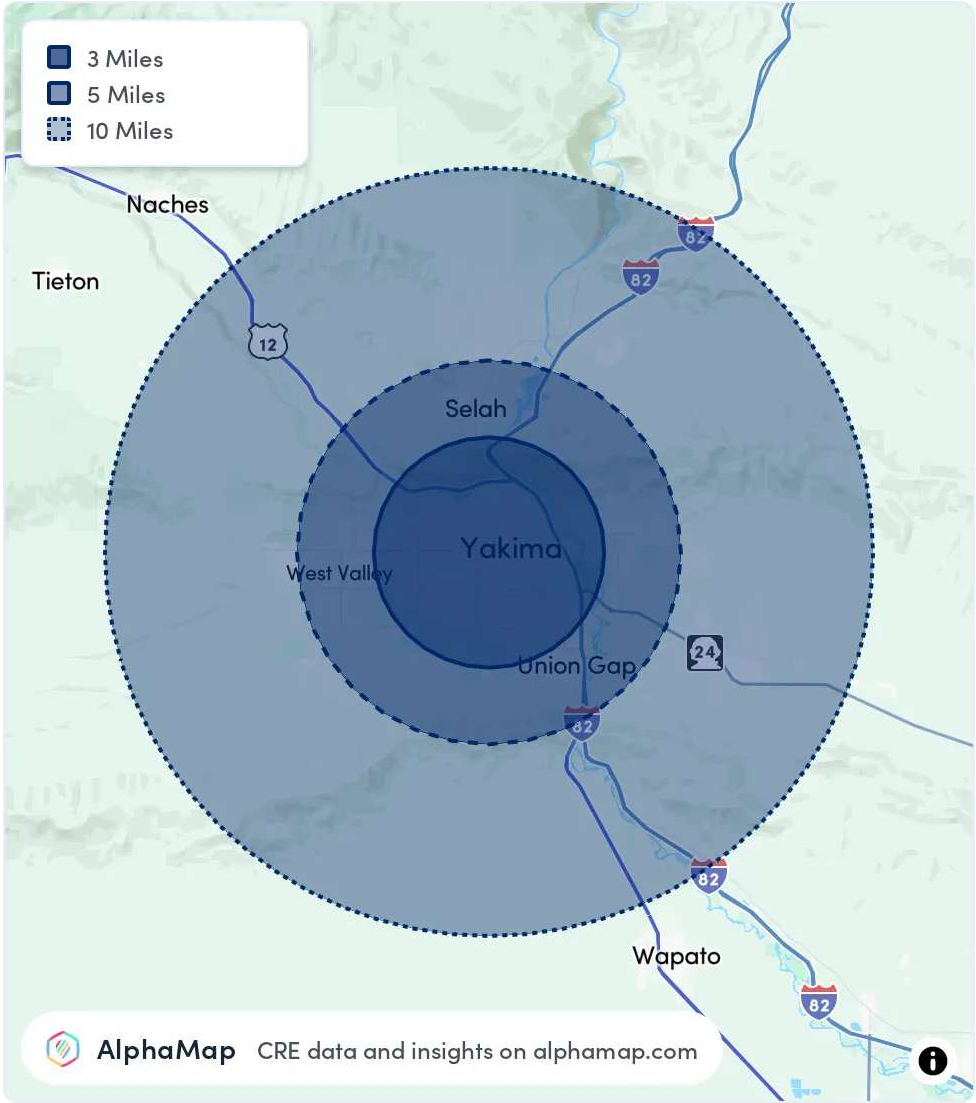 3 Miles
5 Miles
10 Miles
Naches
82
Tieton
82
12
Selah
Yakima
West Valley
24
Union Gap
82
82
Wapato
82
AlphaMap CRE data and insights on alphamap.com